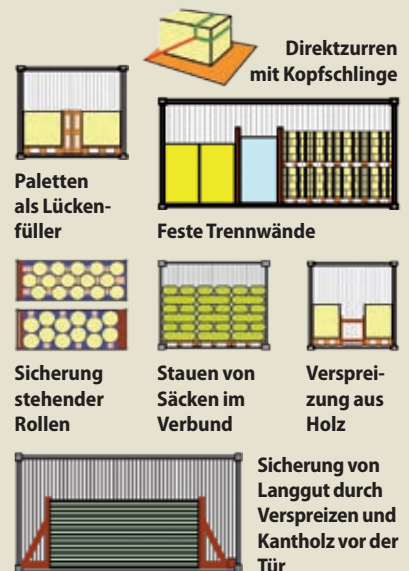 Direktzurren
mit Kopfschlinge
Paletten
als Lücken-
füller
Feste Trennwände
Sicherung
stehender
Rollen
Stauen von
Säcken im
Verbund
Versprei-
zung aus
Holz
Sicherung von
Langgut durch
Verspreizen und
Kantholz vor der
Tür